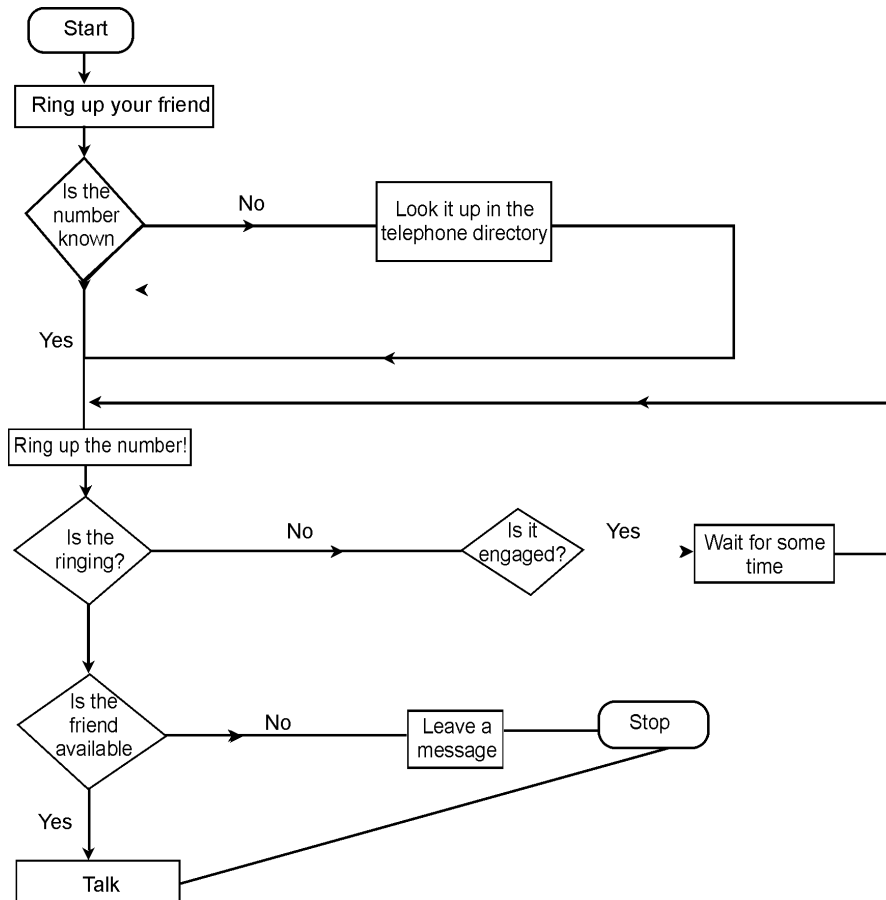 Start
Ring up your friend
Is the
number
known
No
Look it up in the
telephone directory
Yes
Ring up the number!
Is the
ringing?
No
Is it
engaged?
Yes
Wait for some
time
Is the
friend
available
No
Leave a
message
Stop
Yes
Talk